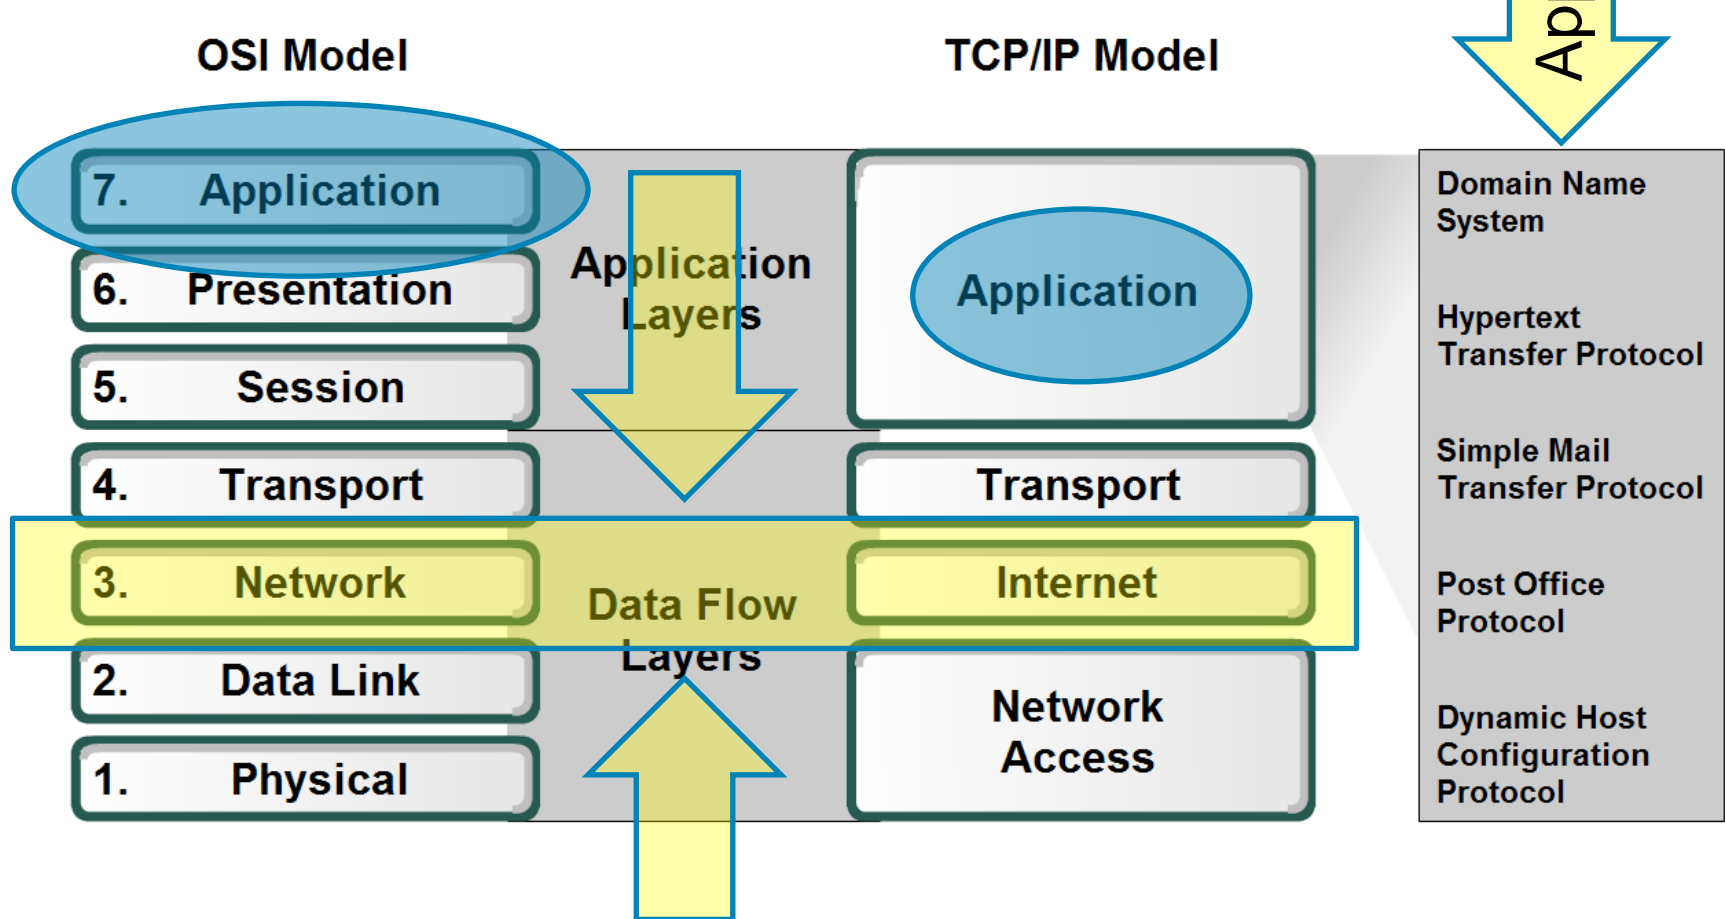 OSI Model
TCP/IP Model
Ap
7. Application
6. Presentation
5. Session
4. Transport
3. Network
2. Data Link
1. Physical
Application
Layers
Data Flow
Layers
Application
Transport
Internet
Network
Access
Domain Name
System
Hypertext
Transfer Protocol
Simple Mail
Transfer Protocol
Post Office
Protocol
Dynamic Host
Configuration
Protocol